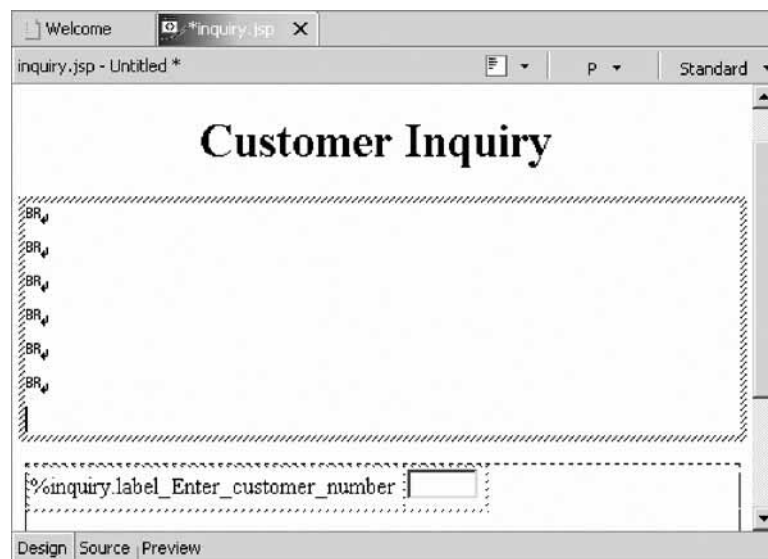 Welcome
*inquiry.jsp
inquiry.jsp - Untitled *
P
Standard
Customer Inquiry
BR
BR
BR
BR
BR
BR
%inquiry.label_Enter_customer_number
Design Source Preview